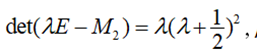 det(λE − M₂) = λ(λ + 1/2)² ,